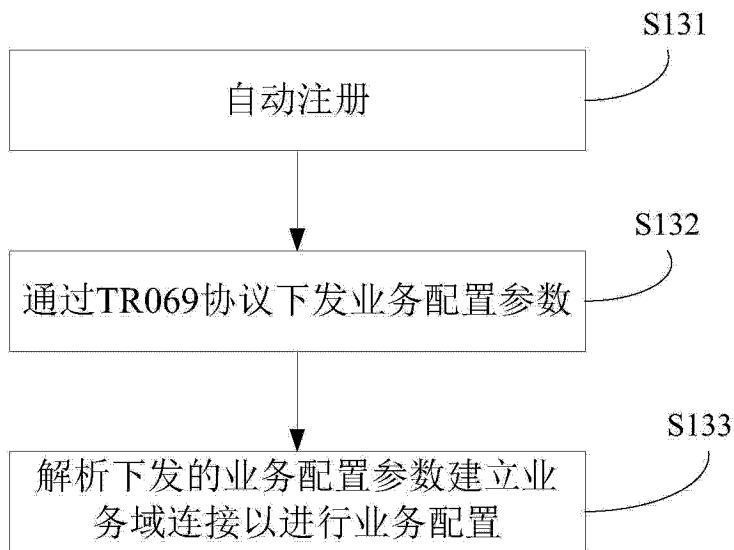 S131
自动注册
S132
通过TR069协议下发业务配置参数
S133
解析下发的业务配置参数建立业
务域连接以进行业务配置